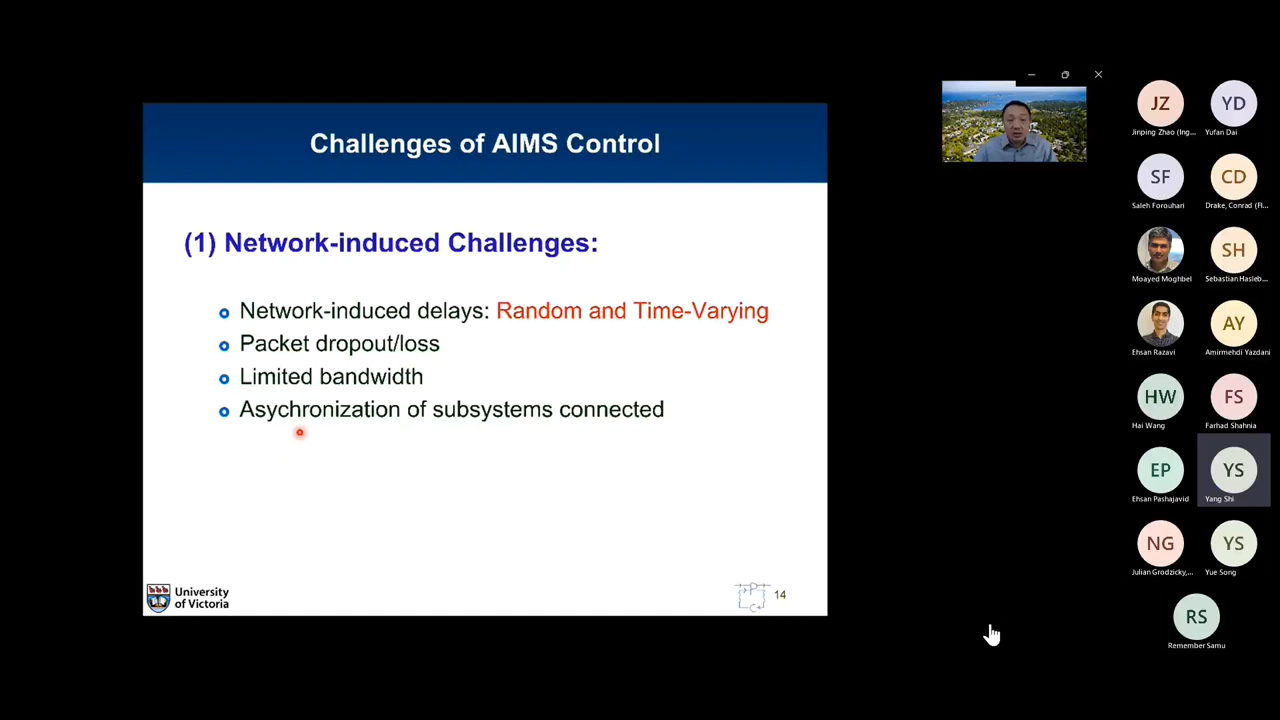 Challenges of AIMS Control
(1) Network-induced Challenges:
Network-induced delays: Random and Time-Varying
Packet dropout/loss
Limited bandwidth
Asychronization of subsystems connected
University
of Victoria
14
JZ
Jinping Zhao (Ing...
YD
Yufan Dai
SF
Saleh Forouhari
CD
Drake, Conrad (Fl...
Moayed Moghbel
SH
Sebastian Hasleb...
Ehsan Razavi
AY
Amirmehdi Yazdani
HW
Hai Wang
FS
Farhad Shahnia
EP
Ehsan Pashajavid
YS
Yang Shi
NG
Julian Grodzicky,...
YS
Yue Song
RS
Remember Samu